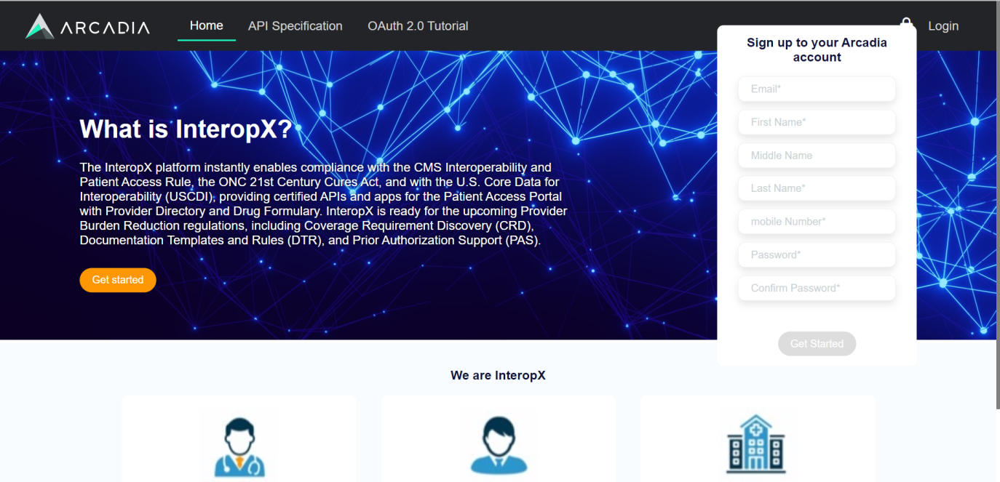 ARCADIA
Home
API Specification
OAuth 2.0 Tutorial
Login
What is InteropX?
The InteropX platform instantly enables compliance with the CMS Interoperability and
Patient Access Rule, the ONC 21st Century Cures Act, and with the U.S. Core Data for
Interoperability (USCDI), providing certified APIs and apps for the Patient Access Portal
with Provider Directory and Drug Formulary. InteropX is ready for the upcoming Provider
Burden Reduction regulations, including Coverage Requirement Discovery (CRD),
Documentation Templates and Rules (DTR), and Prior Authorization Support (PAS).
Get started
Sign up to your Arcadia
account
Email*
First Name*
Middle Name
Last Name*
mobile Number*
Password*
Confirm Password*
Get Started
We are InteropX